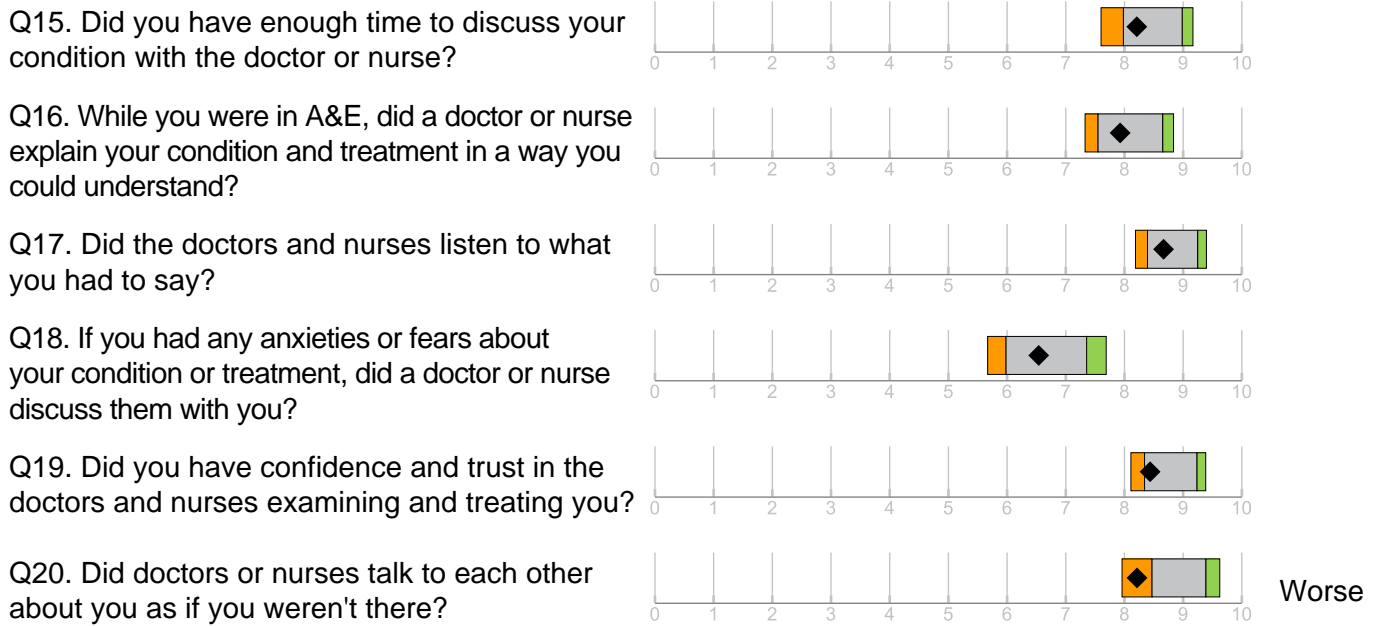 Q15. Did you have enough time to discuss your
condition with the doctor or nurse?
0 1 2 3 4 5 6 7 8 9 10
Q16. While you were in A&E, did a doctor or nurse
explain your condition and treatment in a way you
could understand?
0 1 2 3 4 5 6 7 8 9 10
Q17. Did the doctors and nurses listen to what
you had to say?
0 1 2 3 4 5 6 7 8 9 10
Q18. If you had any anxieties or fears about
your condition or treatment, did a doctor or nurse
discuss them with you?
0 1 2 3 4 5 6 7 8 9 10
Q19. Did you have confidence and trust in the
doctors and nurses examining and treating you?
0 1 2 3 4 5 6 7 8 9 10
Q20. Did doctors or nurses talk to each other
about you as if you weren't there?
0 1 2 3 4 5 6 7 8 9 10
Worse